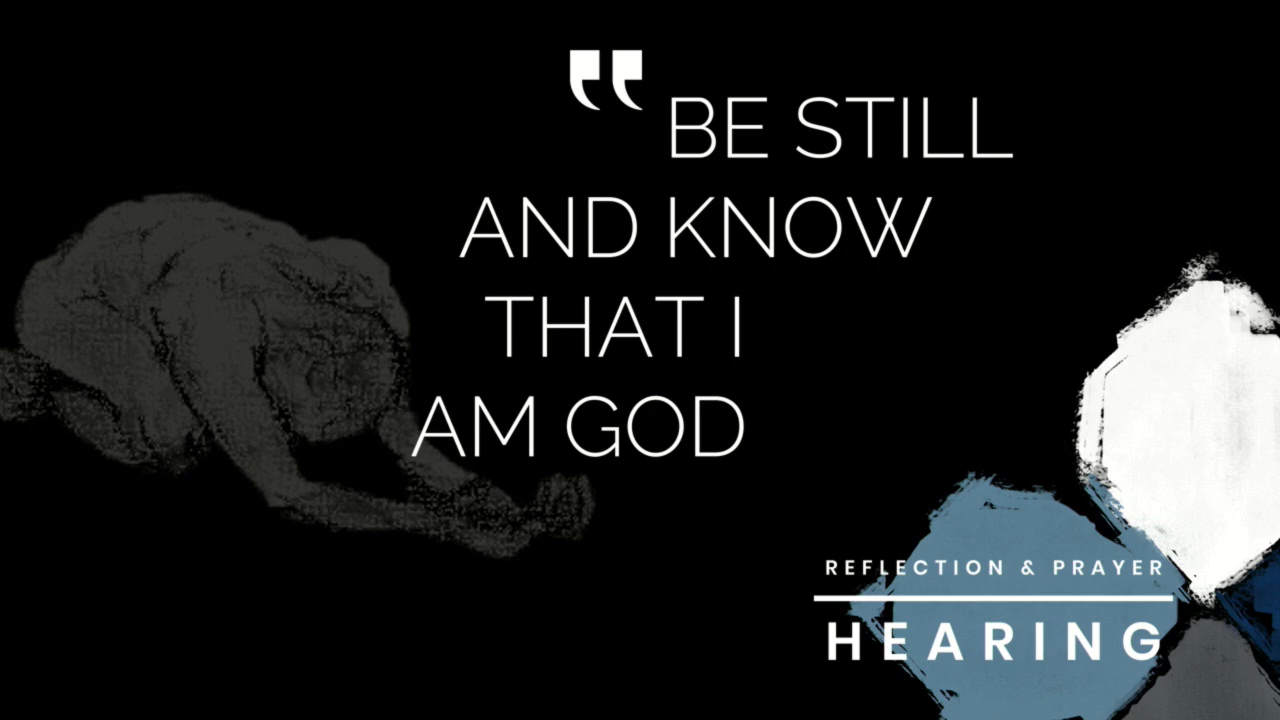 “ BE STILL
AND KNOW
THAT I
AM GOD
REFLECTION & PRAYER
HEARING